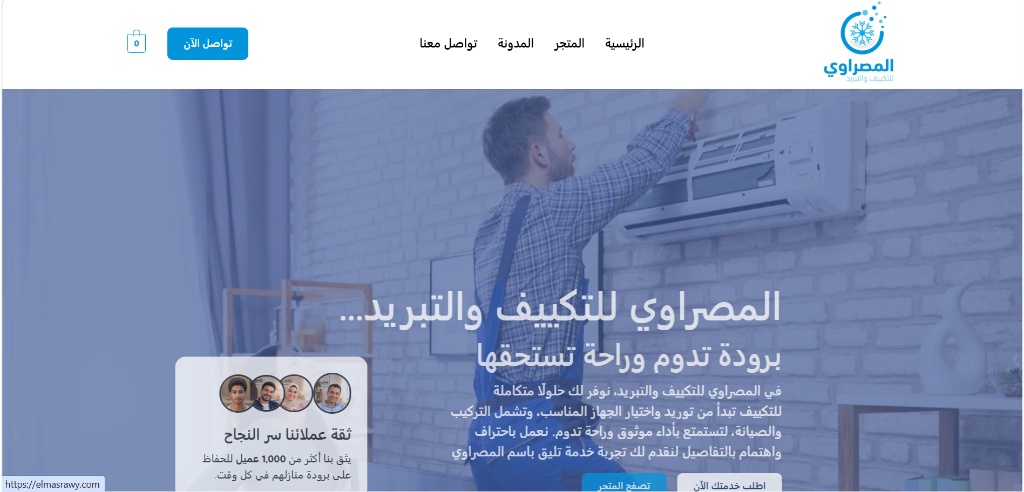 المصراوي
للتكييف والتبريد
الرئيسية
المتجر
المدونة
تواصل معنا
تواصل الآن
0
المصراوي للتكييف والتبريد...
برودة تدوم وراحة تستحقها
في المصراوي للتكييف والتبريد، نوفر لك حلولًا متكاملة
للتكييف تبدأ من توريد واختيار الجهاز المناسب، وتشمل التركيب
والصيانة، لتستمتع بأداء موثوق وراحة تدوم. نعمل باحتراف
واهتمام بالتفاصيل لنقدم لك تجربة خدمة تليق باسم المصراوي
اطلب خدمتك الآن
تصفح المتجر
ثقة عملائنا سر النجاح
يثق بنا أكثر من 1,000 عميل للحفاظ
على برودة منازلهم في كل وقت.
https://elmasrawy.com